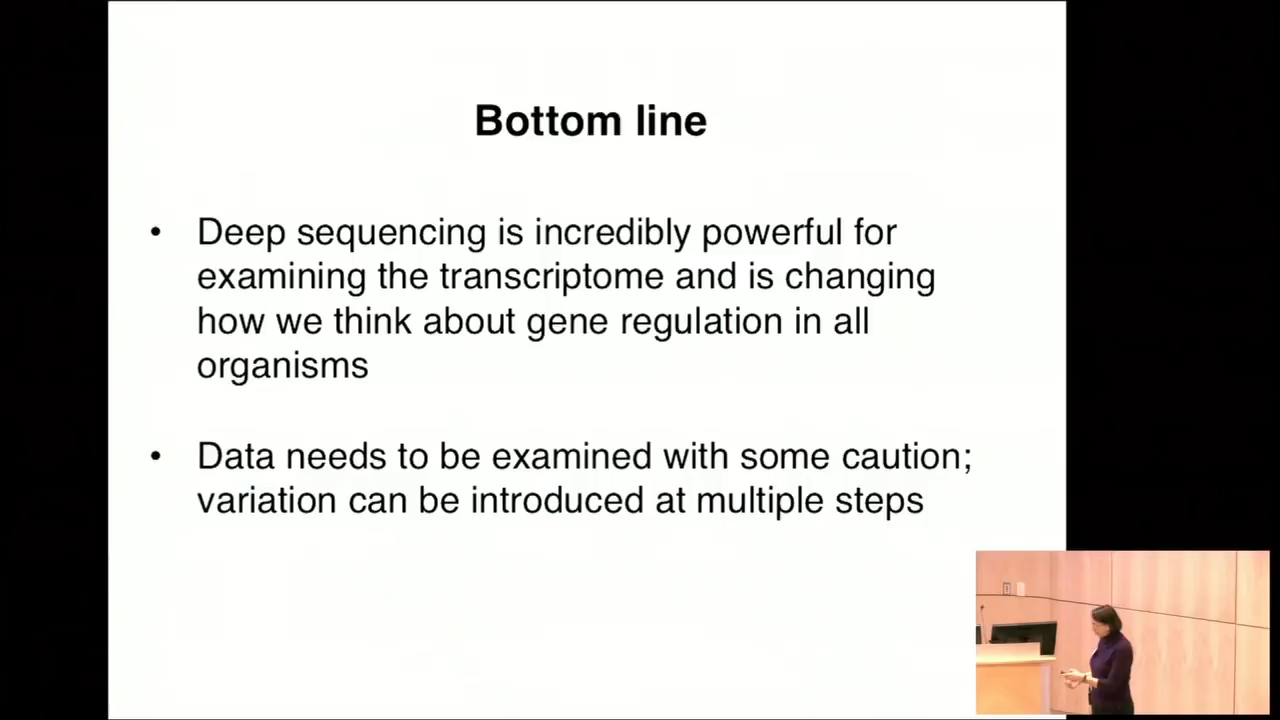 Bottom line
• Deep sequencing is incredibly powerful for
examining the transcriptome and is changing
how we think about gene regulation in all
organisms
• Data needs to be examined with some caution;
variation can be introduced at multiple steps